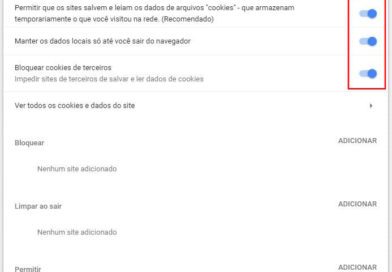 Permitir que os sites salvem e leiam os dados de arquivos "cookies" - que armazenam
temporariamente o que você visitou na rede. (Recomendado)
Manter os dados locais só até você sair do navegador
Bloquear cookies de terceiros
Impedir sites de terceiros de salvar e ler dados de cookies
Ver todos os cookies e dados do site
Bloquear ADICIONAR
Nenhum site adicionado
Limpar ao sair ADICIONAR
Nenhum site adicionado
Permitir ADICIONAR